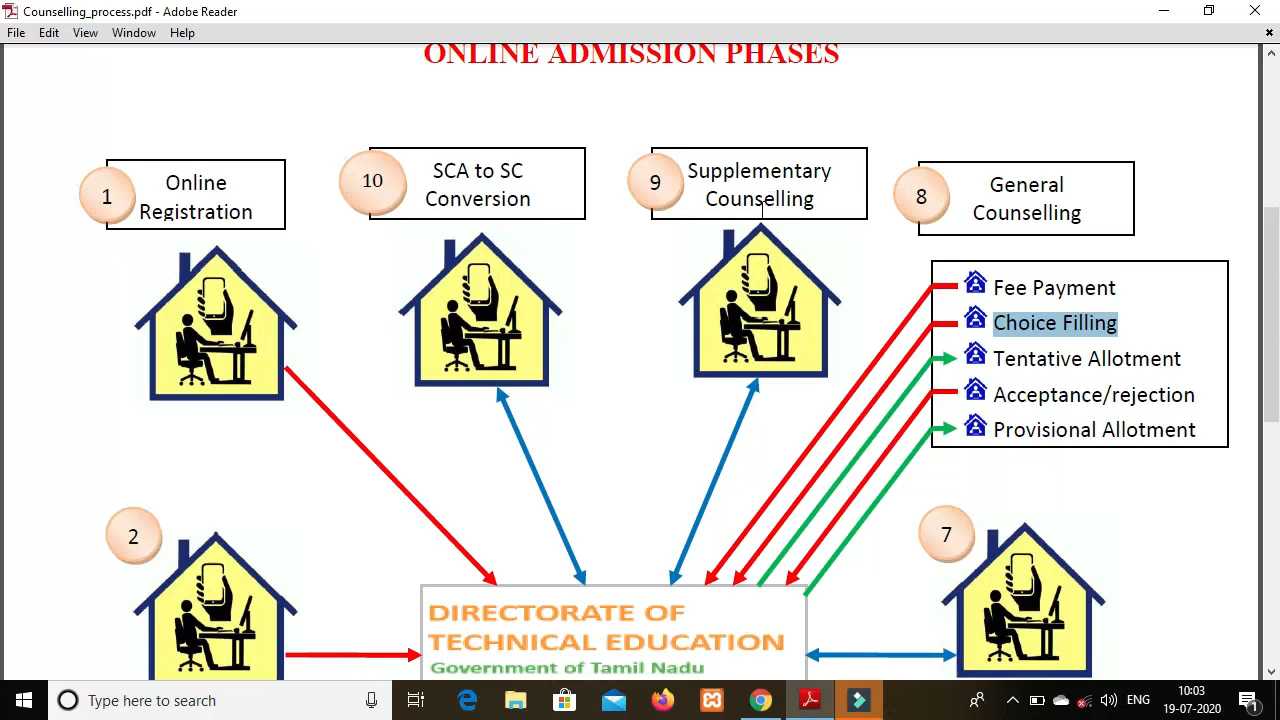 Counselling_process.pdf - Adobe Reader
File Edit View Window Help
ONLINE ADMISSION PHASES
1
Online
Registration
10
SCA to SC
Conversion
9
Supplementary
Counselling
8
General
Counselling
Fee Payment
Choice Filling
Tentative Allotment
Acceptance/rejection
Provisional Allotment
2
7
DIRECTORATE OF
TECHNICAL EDUCATION
Government of Tamil Nadu
Type here to search
ENG
10:03
19-07-2020
1